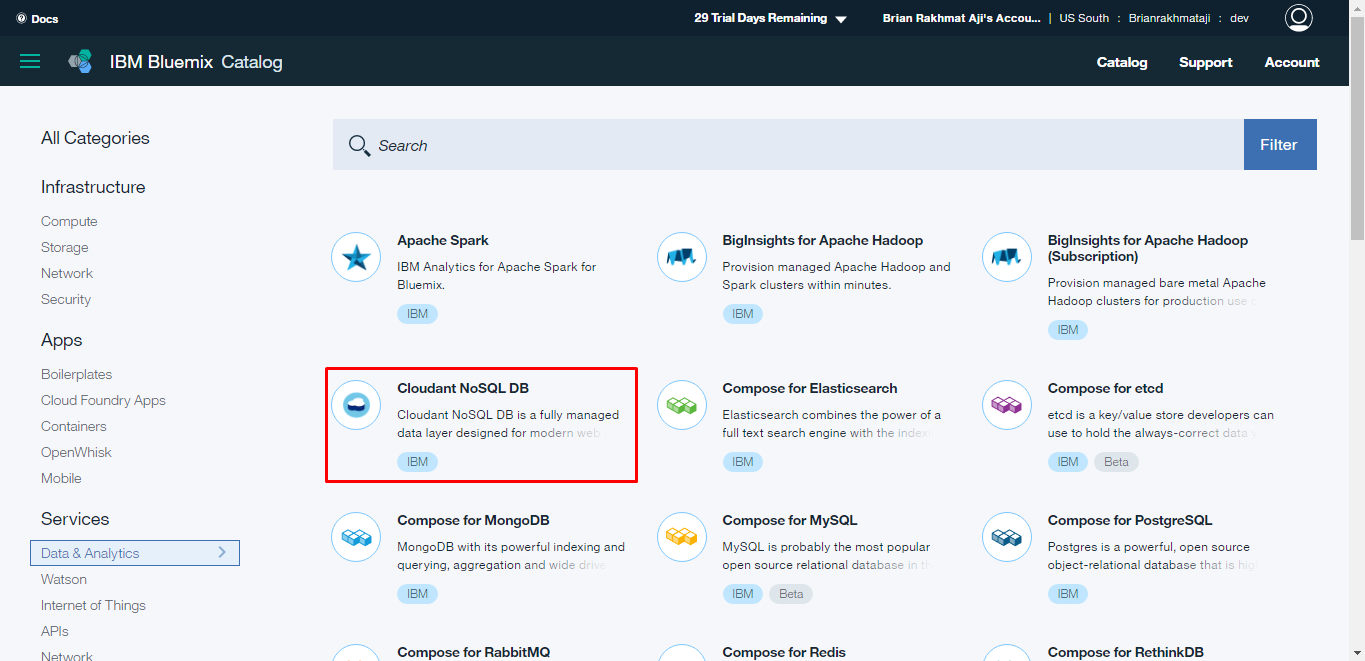 Docs
29 Trial Days Remaining
Brian Rakhmat Aji's Accou... | US South : Brianrakhmataji : dev
IBM Bluemix Catalog
Catalog
Support
Account
All Categories
Infrastructure
Compute
Storage
Network
Security
Apps
Boilerplates
Cloud Foundry Apps
Containers
OpenWhisk
Mobile
Services
Data & Analytics
Watson
Internet of Things
APIs
Network
Search
Filter
Apache Spark
IBM Analytics for Apache Spark for
Bluemix.
IBM
BigInsights for Apache Hadoop
Provision managed Apache Hadoop and
Spark clusters within minutes.
IBM
BigInsights for Apache Hadoop
(Subscription)
Provision managed bare metal Apache
Hadoop clusters for production use
IBM
Cloudant NoSQL DB
Cloudant NoSQL DB is a fully managed
data layer designed for modern web
IBM
Compose for Elasticsearch
Elasticsearch combines the power of a
full text search engine with the index
IBM
Compose for etcd
etcd is a key/value store developers can
use to hold the always-correct data
IBM
Beta
Compose for MongoDB
MongoDB with its powerful indexing and
querying, aggregation and wide drive
IBM
Compose for MySQL
MySQL is probably the most popular
open source relational database in
IBM
Beta
Compose for PostgreSQL
Postgres is a powerful, open source
object-relational database that is
IBM
Compose for RabbitMQ
Compose for Redis
Compose for RethinkDB